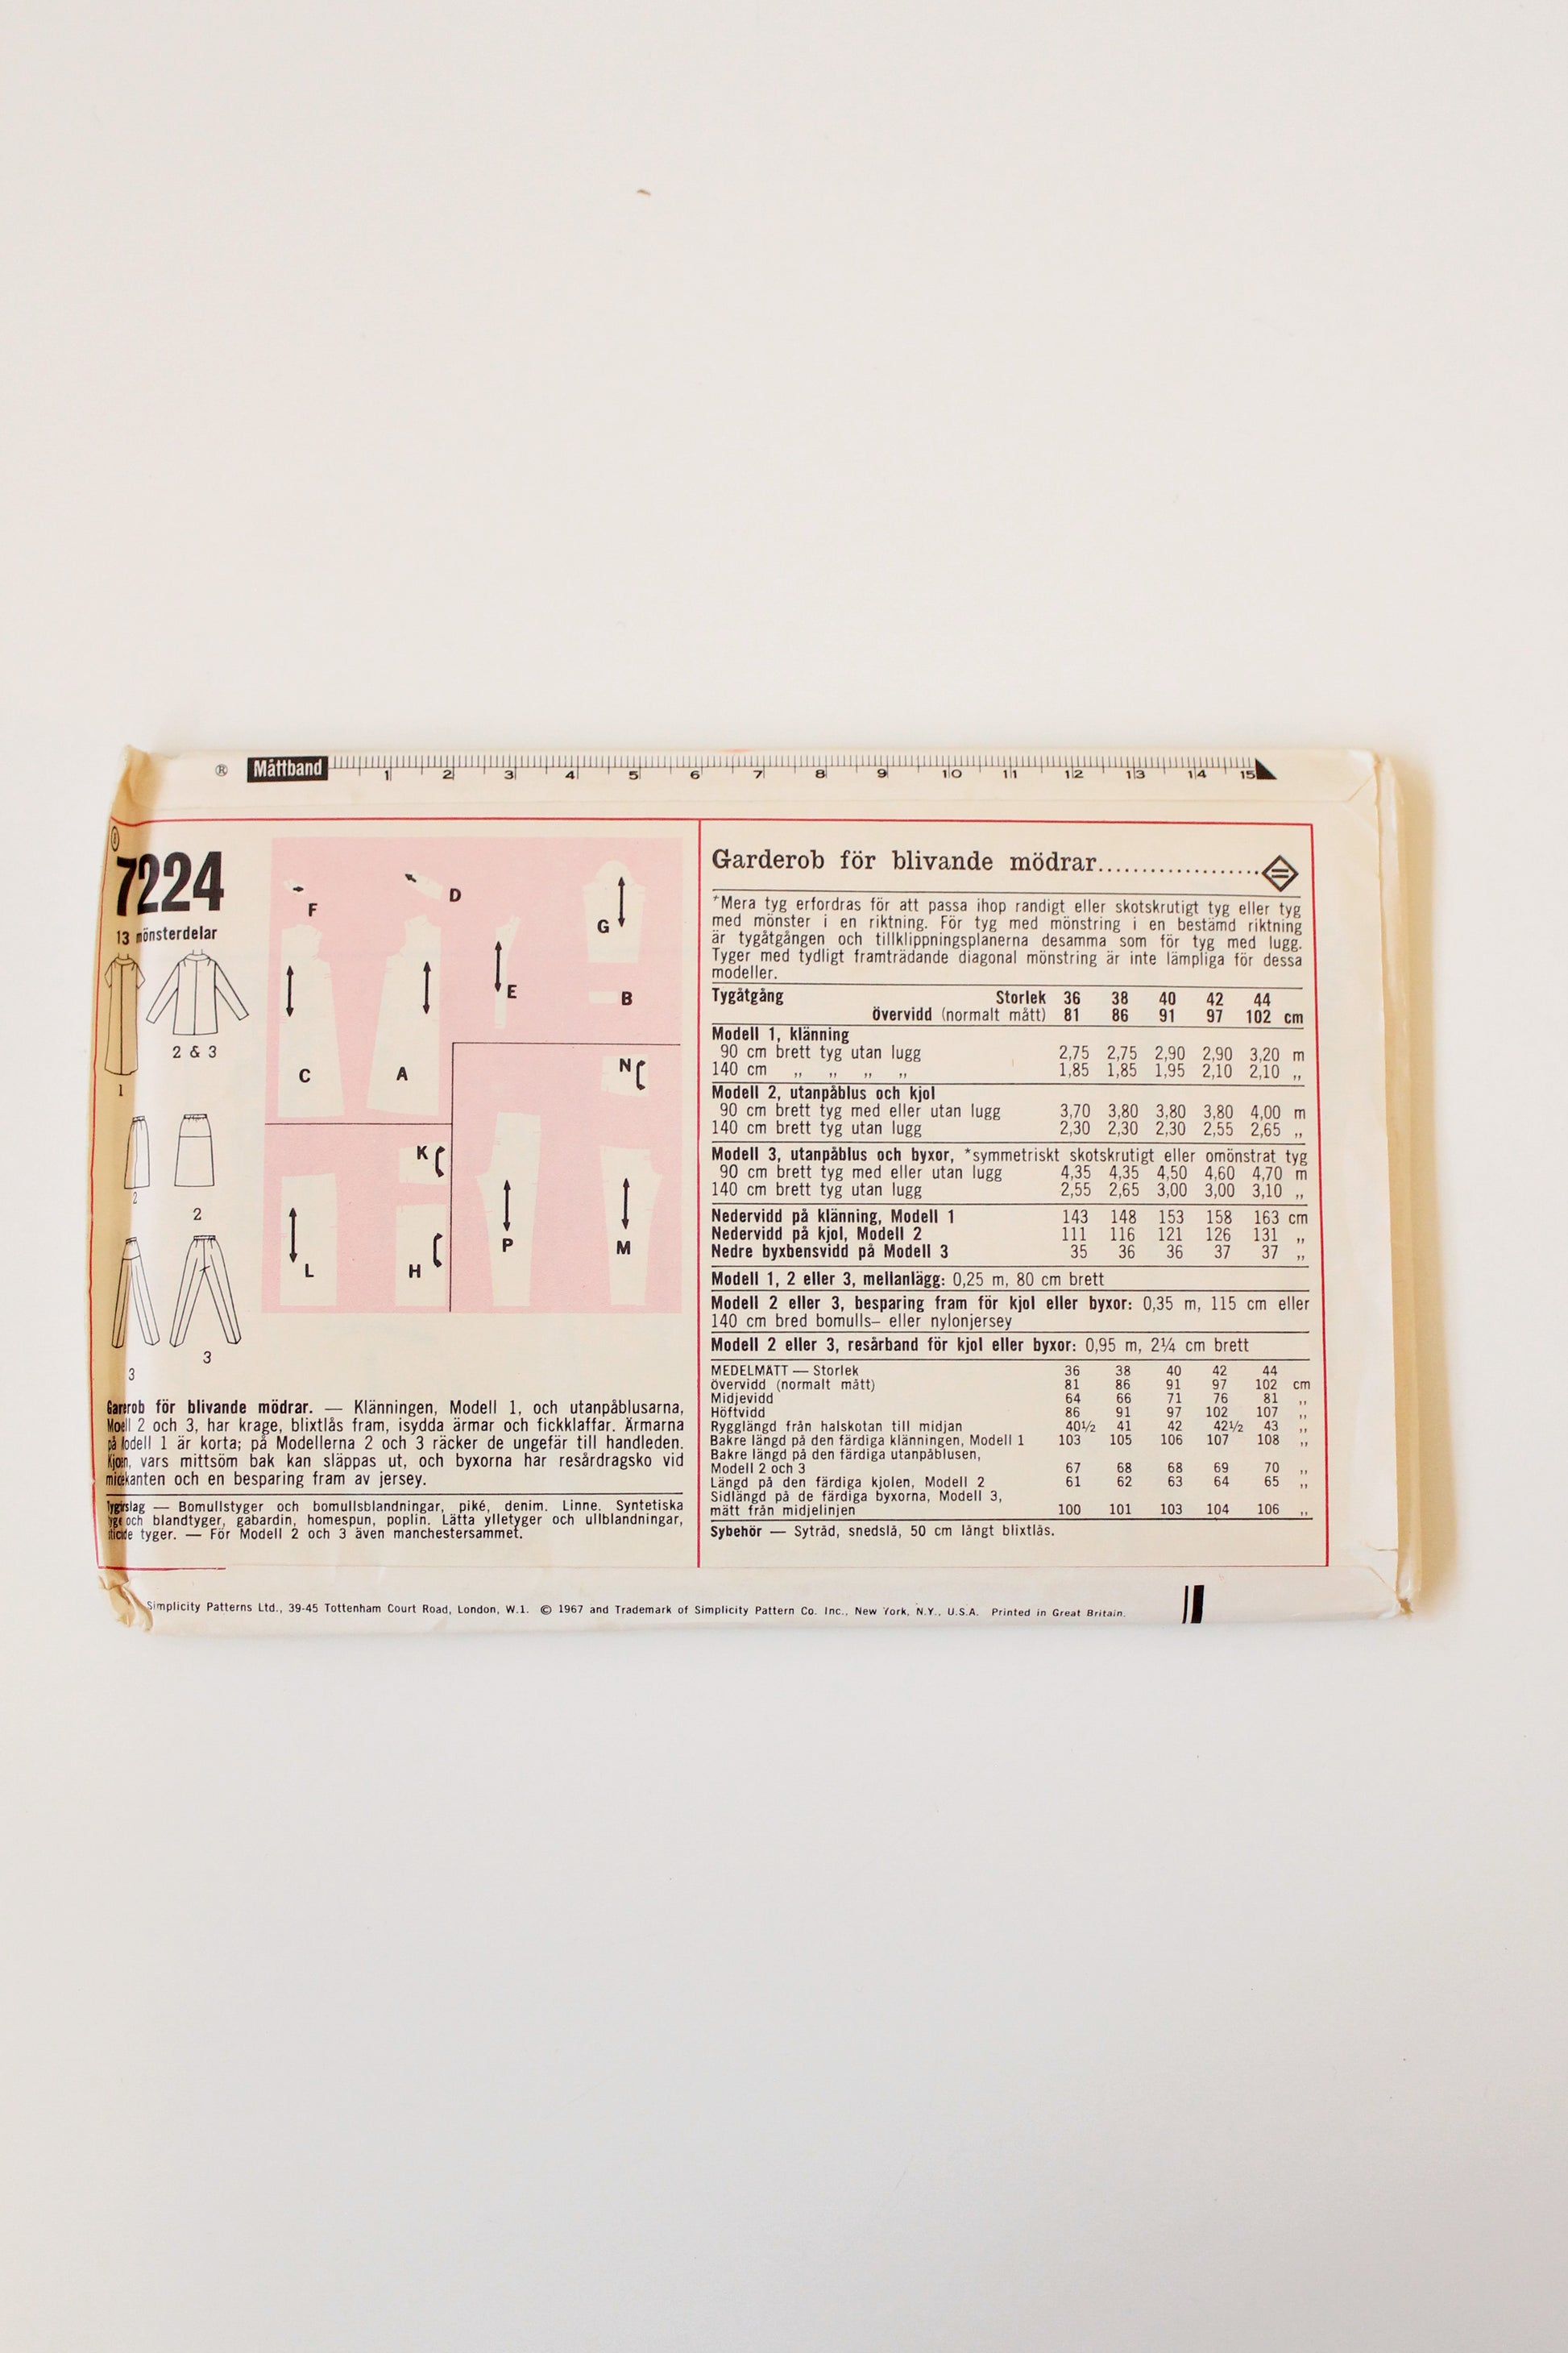 ® Måttband 1 2 3 4 5 6 7 8 9 10 11 12 13 14 15
7224
13 mönsterdelar
1
2 & 3
2
2
3
3
F
D
G
E
B
C
A
N
K
L
H
P
M
Garderob för blivande mödrar. — Klänningen, Modell 1, och utanpåblusarna,
2 och 3, har krage, blixtlås fram, isydda ärmar och fickklaffar. Ärmarna
på Modell 1 är korta; på Modellerna 2 och 3 räcker de ungefär till handleden.
Kjolen, vars mittsöm bak kan släppas ut, och byxorna har resårdragsko vid
midjekanten och en besparing fram av jersey.
— Bomullstyger och bomullsblandningar, piké, denim. Linne. Syntetiska
och blandtyger, gabardin, homespun, poplin. Lätta ylletyger och ullblandningar,
tyger. — För Modell 2 och 3 även manchestersammet.
Garderob för blivande mödrar....................
*Mera tyg erfordras för att passa ihop randigt eller skotskrutigt tyg eller tyg
med mönster i en riktning. För tyg med mönstring i en bestämd riktning
är tygåtgången och tillklippningsplanerna desamma som för tyg med lugg.
Tyger med tydligt framträdande diagonal mönstring är inte lämpliga för dessa
modeller.
Tygåtgång Storlek 36 38 40 42 44
övervidd (normalt mått) 81 86 91 97 102 cm
Modell 1, klänning
90 cm brett tyg utan lugg 2,75 2,75 2,90 2,90 3,20 m
140 cm ,, ,, ,, ,, 1,85 1,85 1,95 2,10 2,10 ,,
Modell 2, utanpåblus och kjol
90 cm brett tyg med eller utan lugg 3,70 3,80 3,80 3,80 4,00 m
140 cm brett tyg utan lugg 2,30 2,30 2,30 2,55 2,65 ,,
Modell 3, utanpåblus och byxor, *symmetriskt skotskrutigt eller omönstrat tyg
90 cm brett tyg med eller utan lugg 4,35 4,35 4,50 4,60 4,70 m
140 cm brett tyg utan lugg 2,55 2,65 3,00 3,00 3,10 ,,
Nedervidd på klänning, Modell 1 143 148 153 158 163 cm
Nedervidd på kjol, Modell 2 111 116 121 126 131 ,,
Nedre byxbensvidd på Modell 3 35 36 36 37 37 ,,
Modell 1, 2 eller 3, mellanlägg: 0,25 m, 80 cm brett
Modell 2 eller 3, besparing fram för kjol eller byxor: 0,35 m, 115 cm eller
140 cm bred bomulls- eller nylonjersey
Modell 2 eller 3, resårband för kjol eller byxor: 0,95 m, 2¼ cm brett
MEDELMÅTT — Storlek 36 38 40 42 44
övervidd (normalt mått) 81 86 91 97 102 cm
Midjevidd 64 66 71 76 81 ,,
Höftvidd 86 91 97 102 107 ,,
Rygglängd från halskotan till midjan 40½ 41 42 42½ 43 ,,
Bakre längd på den färdiga klänningen, Modell 1 103 105 106 107 108 ,,
Bakre längd på den färdiga utanpåblusen,
Modell 2 och 3 67 68 68 69 70 ,,
Längd på den färdiga kjolen, Modell 2 61 62 63 64 65 ,,
Sidlängd på de färdiga byxorna, Modell 3,
mätt från midjelinjen 100 101 103 104 106 ,,
Sybehör — Sytråd, snedslå, 50 cm långt blixtlås.
Simplicity Patterns Ltd., 39-45 Tottenham Court Road, London, W.1. © 1967 and Trademark of Simplicity Pattern Co. Inc., New York, N.Y., U.S.A. Printed in Great Britain.